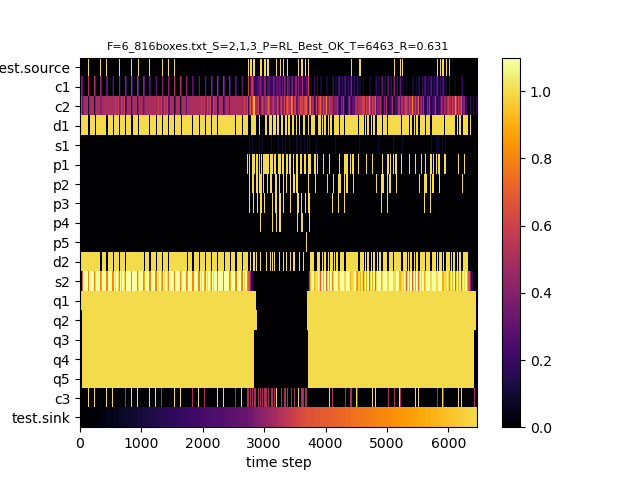 F=6_816boxes.txt_S=2,1,3_P=RL_Best_OK_T=6463_R=0.631
est.source
c1
c2
d1
s1
p1
p2
p3
p4
p5
d2
s2
q1
q2
q3
q4
q5
c3
test.sink
0 1000 2000 3000 4000 5000 6000
time step
1.0
0.8
0.6
0.4
0.2
0.0